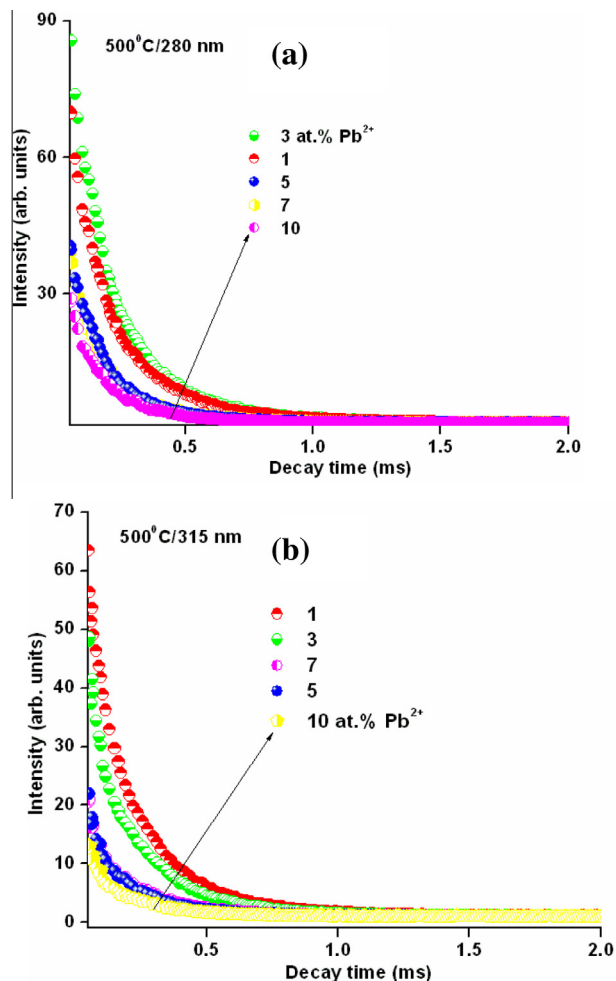 90
60
30
Intensity (arb. units)
500⁰C/280 nm
(a)
3 at.% Pb²⁺
1
5
7
10
0.5 1.0 1.5 2.0
Decay time (ms)
70
60
50
40
30
20
10
0
Intensity (arb. units)
500⁰C/315 nm
(b)
1
3
7
5
10 at.% Pb²⁺
0.5 1.0 1.5 2.0
Decay time (ms)